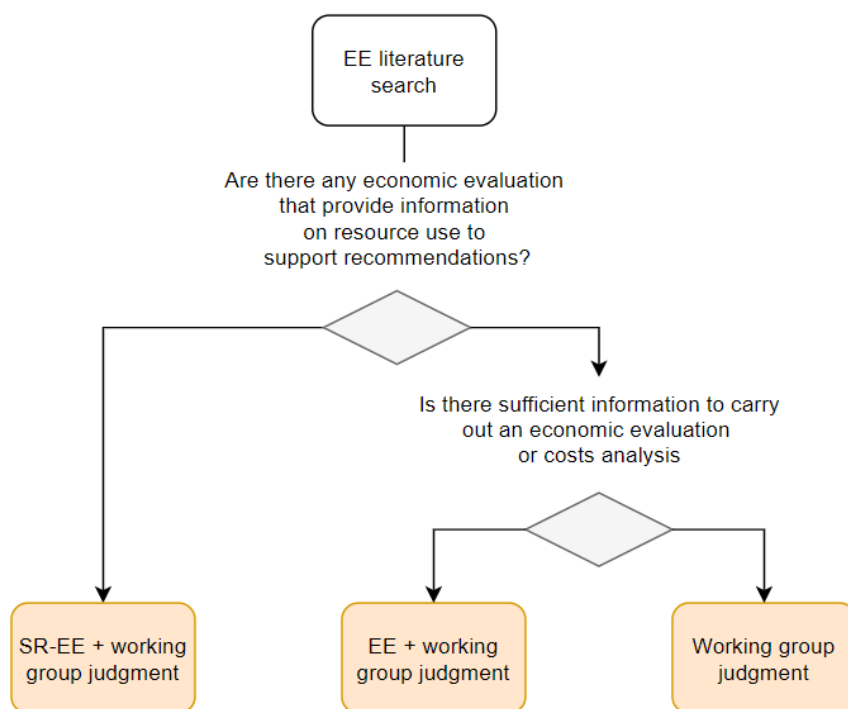 EE literature
search
Are there any economic evaluation
that provide information
on resource use to
support recommendations?
Is there sufficient information to carry
out an economic evaluation
or costs analysis
SR-EE + working
group judgment
EE + working
group judgment
Working group
judgment